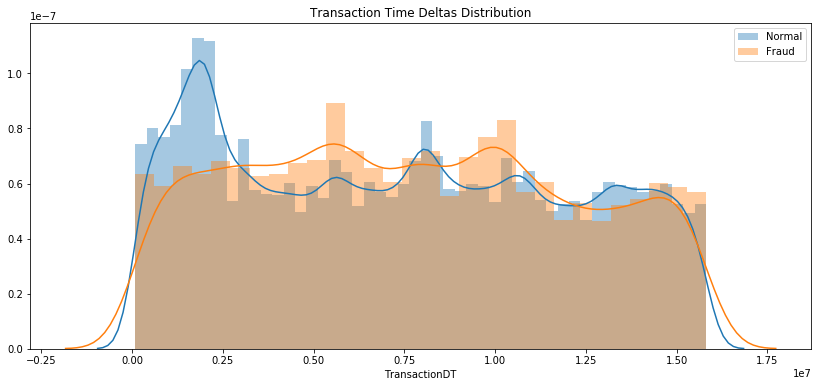 Transaction Time Deltas Distribution
1e−7
Normal
Fraud
1.0
0.8
0.6
0.4
0.2
0.0
−0.25 0.00 0.25 0.50 0.75 1.00 1.25 1.50 1.75
1e7
TransactionDT